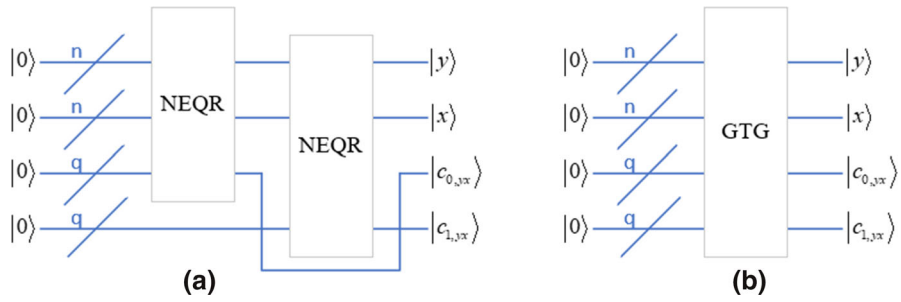 |0⟩ n NEQR |y⟩ |0⟩ n GTG |y⟩
|0⟩ n NEQR |x⟩ |0⟩ n |x⟩
|0⟩ q |c₀,yx⟩ |0⟩ q |c₀,yx⟩
|0⟩ q |c₁,yx⟩ |0⟩ q |c₁,yx⟩
(a) (b)